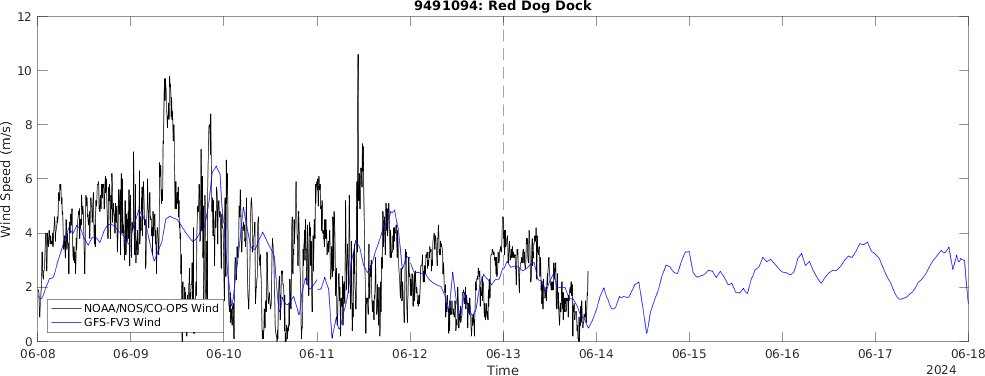 9491094: Red Dog Dock
Wind Speed (m/s)
12
10
8
6
4
2
0
NOAA/NOS/CO-OPS Wind
GFS-FV3 Wind
06-08 06-09 06-10 06-11 06-12 06-13 06-14 06-15 06-16 06-17 06-18
Time
2024